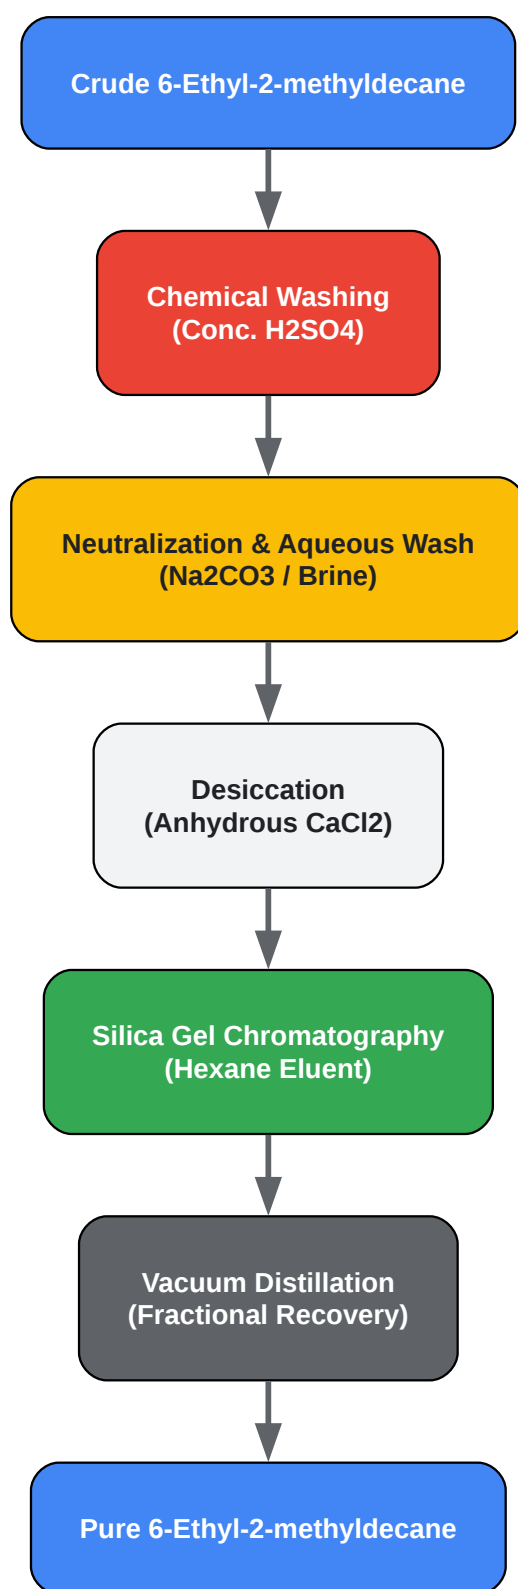 Crude 6-Ethyl-2-methyldecane
Chemical Washing
(Conc. H2SO4)
Neutralization & Aqueous Wash
(Na2CO3 / Brine)
Desiccation
(Anhydrous CaCl2)
Silica Gel Chromatography
(Hexane Eluent)
Vacuum Distillation
(Fractional Recovery)
Pure 6-Ethyl-2-methyldecane